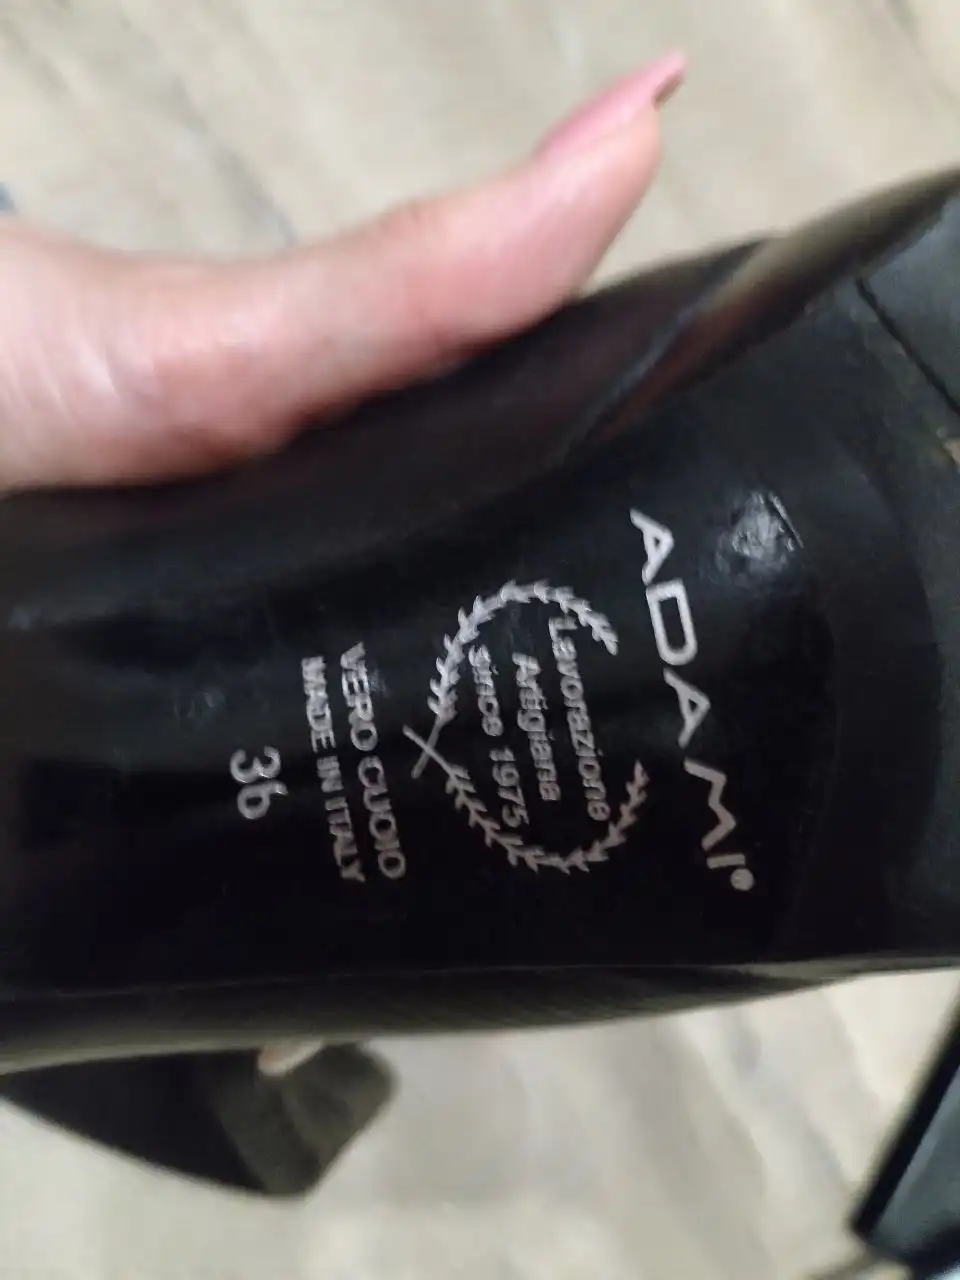 ADAMI®
Lavorazione
Artigiana
since 1975
VERO CUOIO
MADE IN ITALY
36